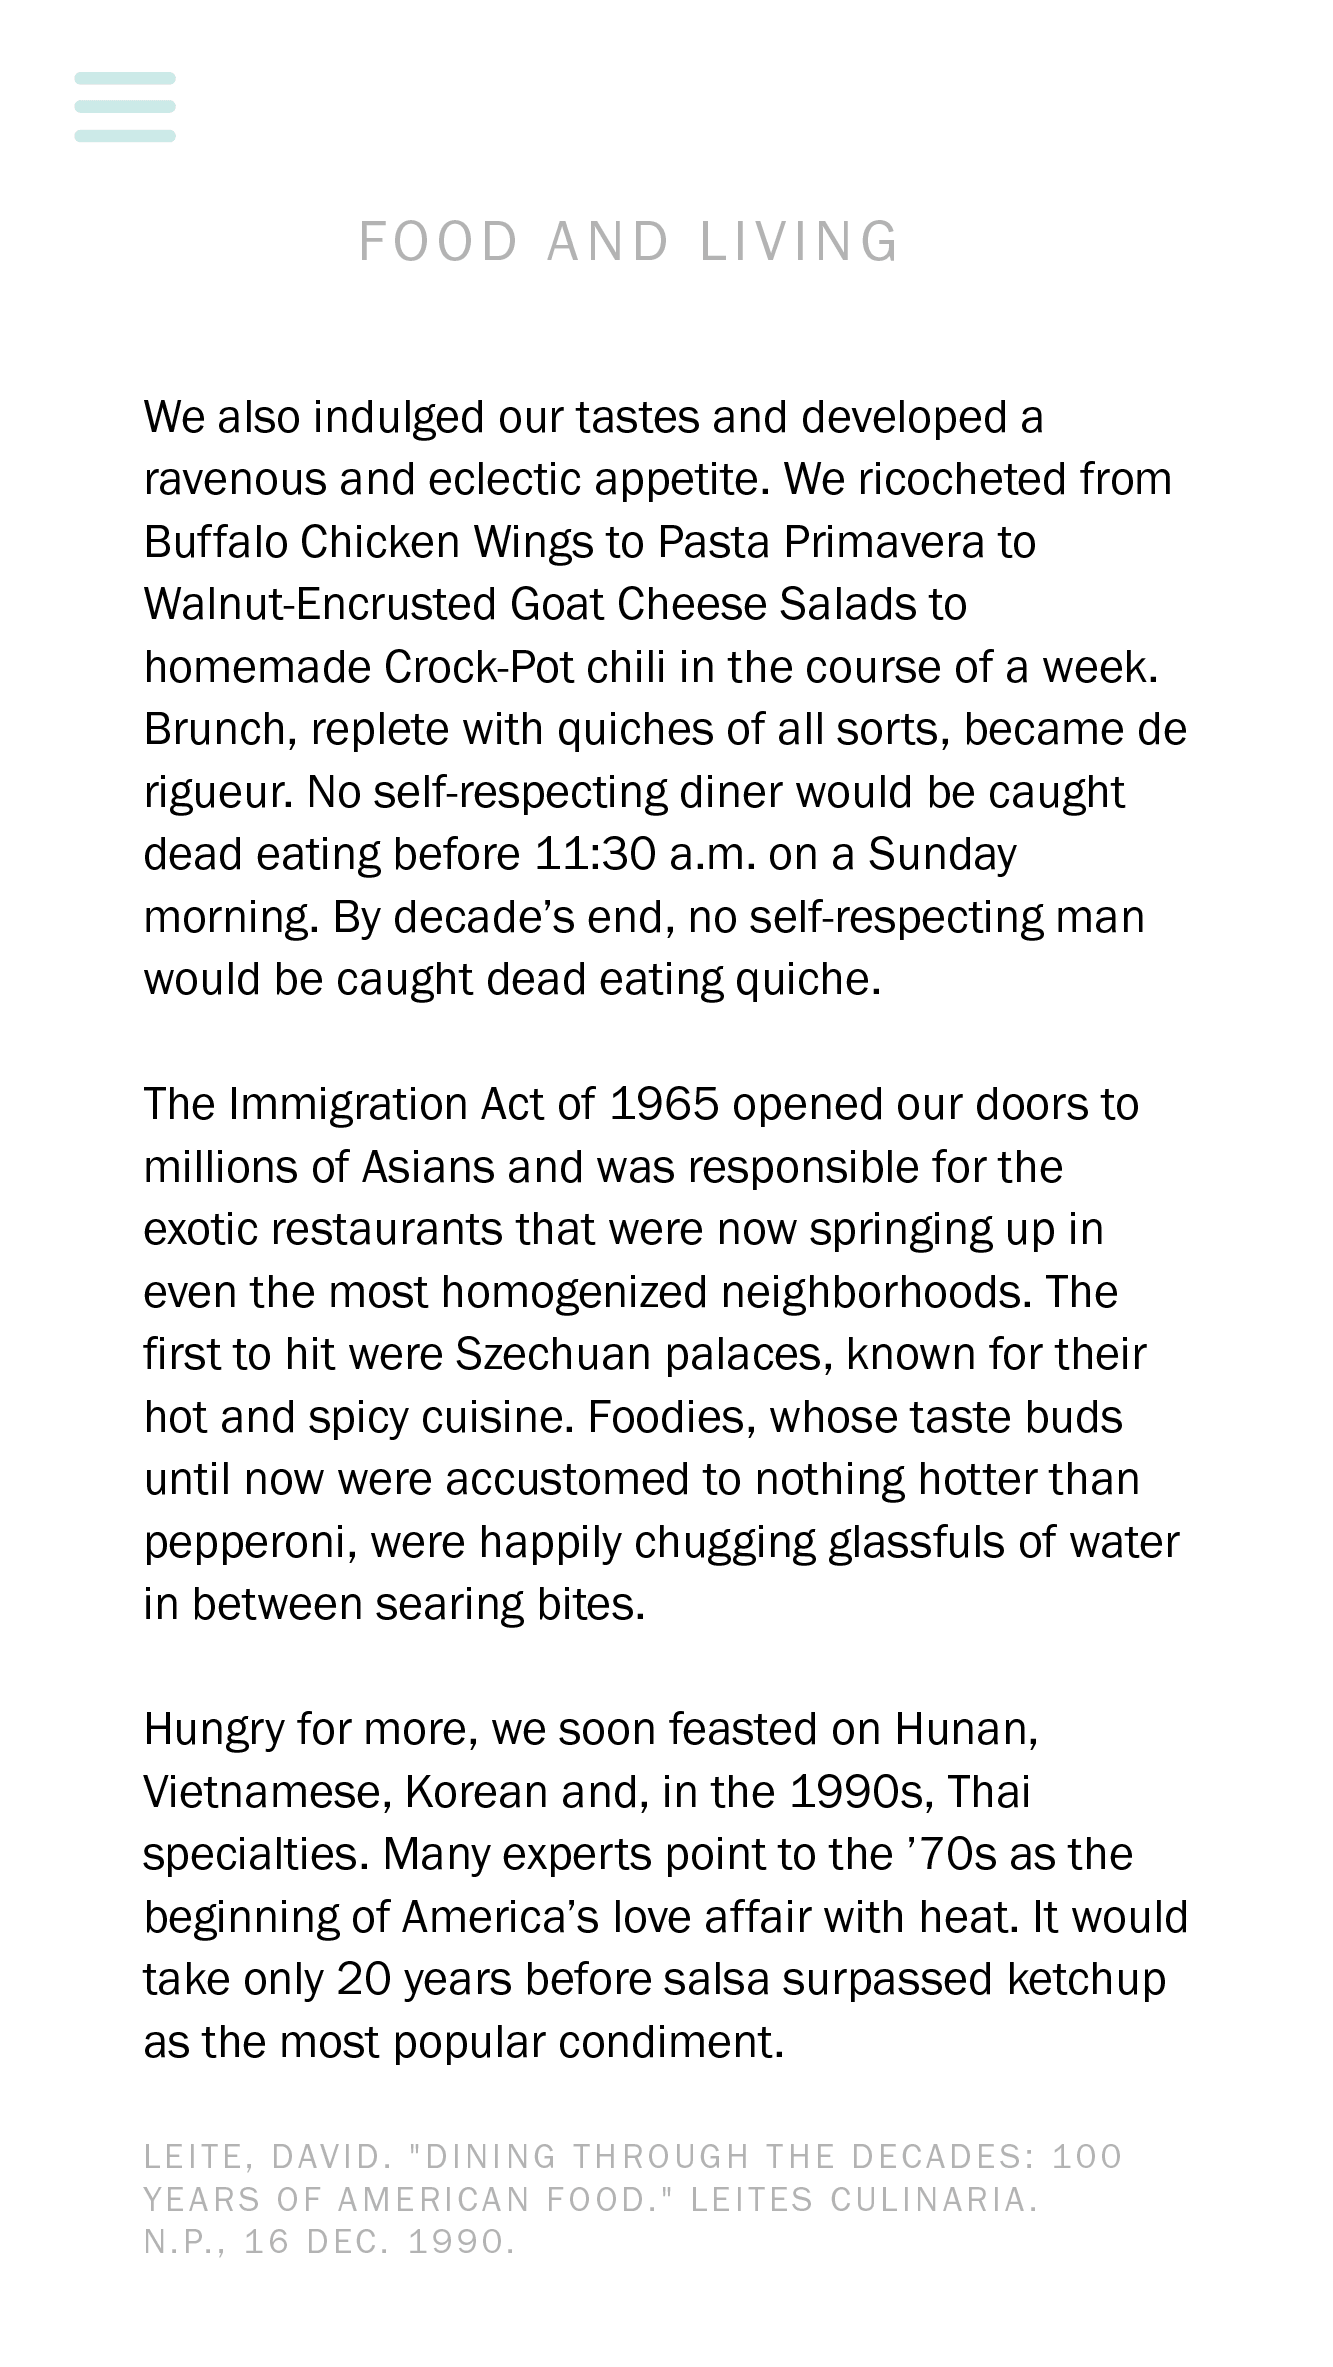 FOOD AND LIVING
We also indulged our tastes and developed a
ravenous and eclectic appetite. We ricocheted from
Buffalo Chicken Wings to Pasta Primavera to
Walnut-Encrusted Goat Cheese Salads to
homemade Crock-Pot chili in the course of a week.
Brunch, replete with quiches of all sorts, became de
rigueur. No self-respecting diner would be caught
dead eating before 11:30 a.m. on a Sunday
morning. By decade’s end, no self-respecting man
would be caught dead eating quiche.
The Immigration Act of 1965 opened our doors to
millions of Asians and was responsible for the
exotic restaurants that were now springing up in
even the most homogenized neighborhoods. The
first to hit were Szechuan palaces, known for their
hot and spicy cuisine. Foodies, whose taste buds
until now were accustomed to nothing hotter than
pepperoni, were happily chugging glassfuls of water
in between searing bites.
Hungry for more, we soon feasted on Hunan,
Vietnamese, Korean and, in the 1990s, Thai
specialties. Many experts point to the ’70s as the
beginning of America’s love affair with heat. It would
take only 20 years before salsa surpassed ketchup
as the most popular condiment.
LEITE, DAVID. "DINING THROUGH THE DECADES: 100
YEARS OF AMERICAN FOOD." LEITES CULINARIA.
N.P., 16 DEC. 1990.